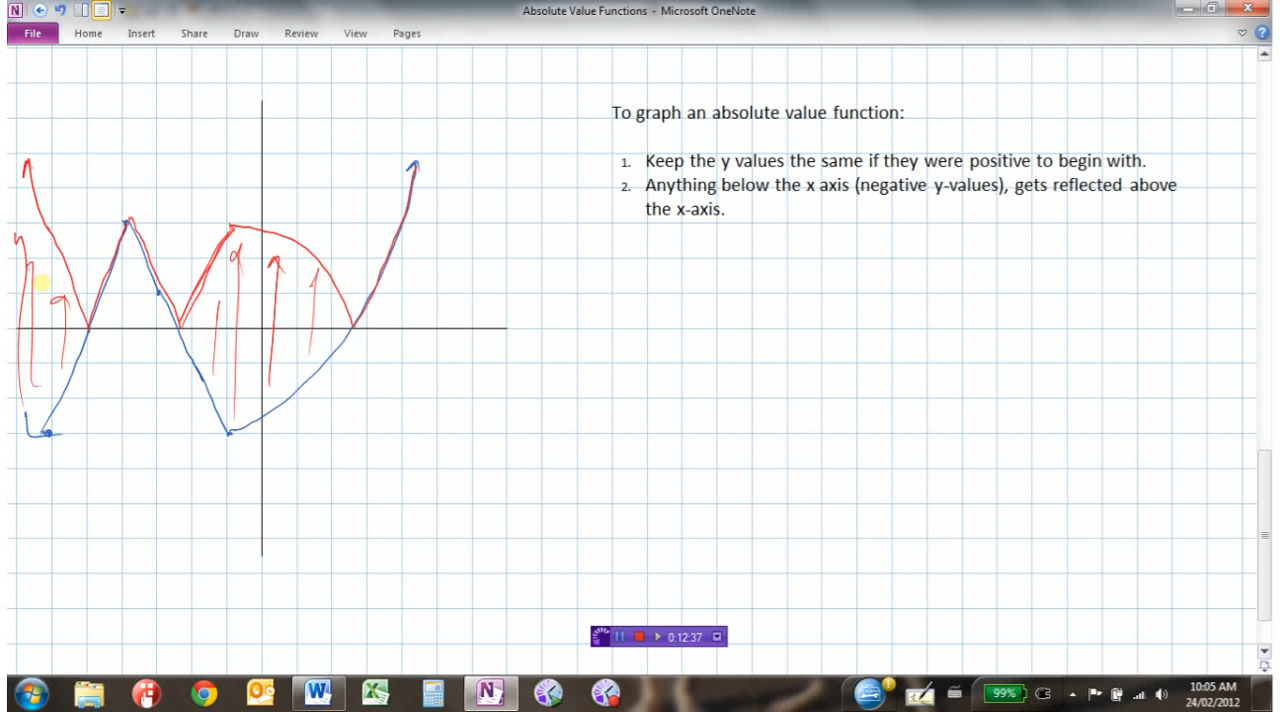 Absolute Value Functions - Microsoft OneNote
File Home Insert Share Draw Review View Pages
To graph an absolute value function:
1. Keep the y values the same if they were positive to begin with.
2. Anything below the x axis (negative y-values), gets reflected above
the x-axis.
0:12:37
99%
10:05 AM
24/02/2012